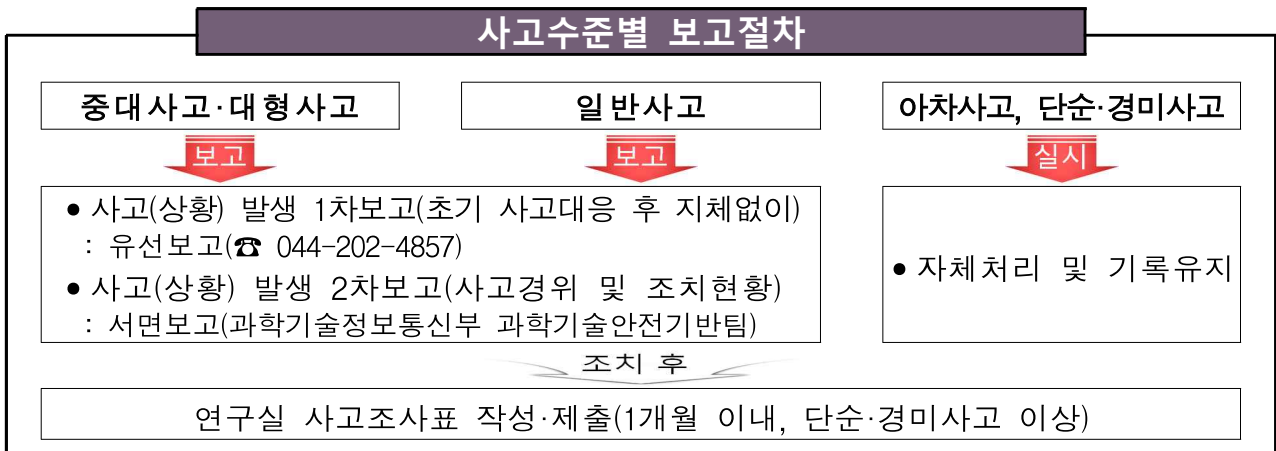 사고수준별 보고절차
중대사고·대형사고
일반사고
아차사고, 단순·경미사고
보고
보고
실시
● 사고(상황) 발생 1차보고(초기 사고대응 후 지체없이)
: 유선보고(☎ 044-202-4857)
● 사고(상황) 발생 2차보고(사고경위 및 조치현황)
: 서면보고(과학기술정보통신부 과학기술안전기반팀)
● 자체처리 및 기록유지
조치 후
연구실 사고조사표 작성·제출(1개월 이내, 단순·경미사고 이상)